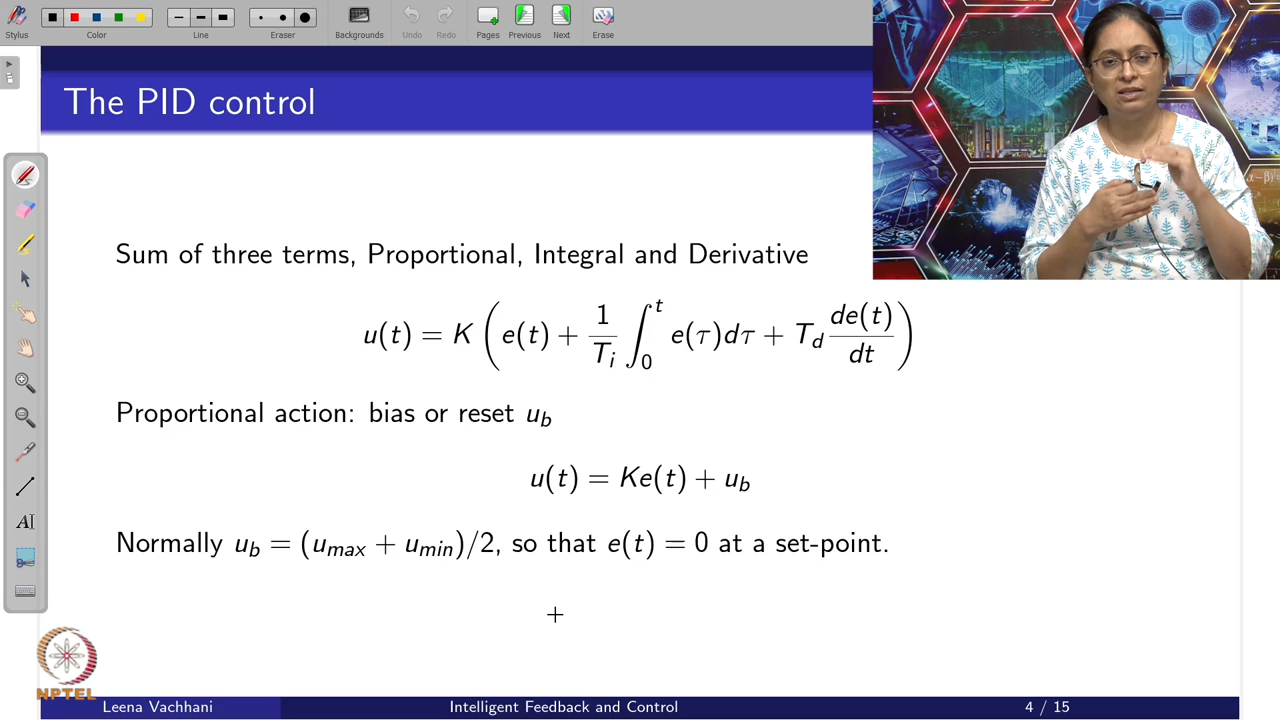 Stylus
Color
Line
Eraser
Backgrounds
Undo
Redo
Pages
Previous
Next
Erase
The PID control
Sum of three terms, Proportional, Integral and Derivative
u(t) = K ( e(t) + 1/T_i ∫_0^t e(τ)dτ + T_d de(t)/dt )
Proportional action: bias or reset u_b
u(t) = Ke(t) + u_b
Normally u_b = (u_max + u_min)/2, so that e(t) = 0 at a set-point.
NPTEL
Leena Vachhani
Intelligent Feedback and Control
4 / 15